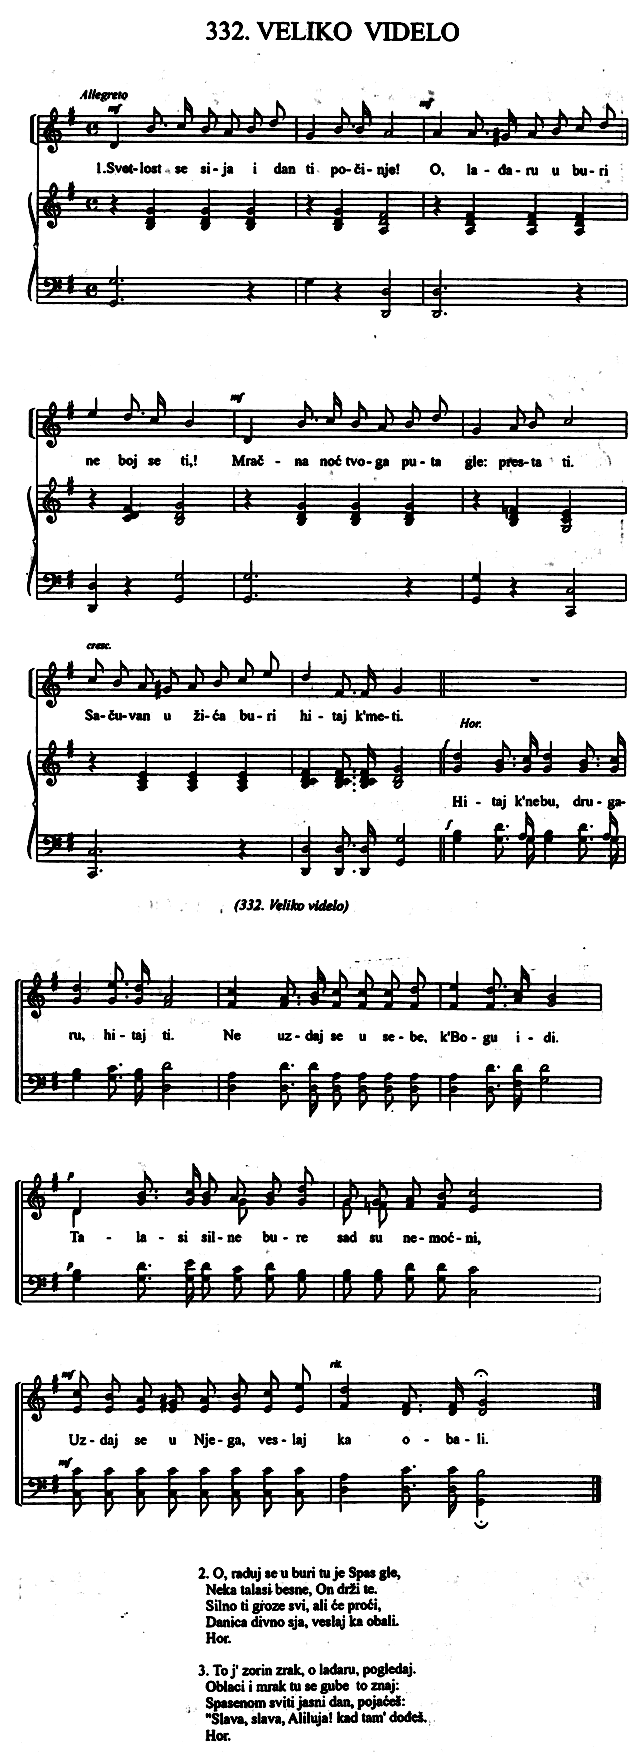 332. VELIKO VIDELO
Allegreto
mf
mf
1.Svet-lost se si-ja i dan ti po-či-nje! O, la-đa-ru u bu-ri
mf
ne boj se ti,! Mrač - na noć tvo-ga pu-ta gle: pres-ta ti.
cresc.
Sa-ču-van u ži-ća bu-ri hi-taj k'me-ti.
Hor.
f
Hi - taj k'nebu, dru-ga-
f
(332. Veliko videlo)
ru, hi-taj ti. Ne uz-daj se u se-be, k'Bo-gu i-di.
p
Ta - la-si sil-ne bu-re sad su ne-moć-ni,
p
mf
rit.
Uz-daj se u Nje-ga, ves-laj ka o-ba-li.
mf
2. O, raduj se u buri tu je Spas gle,
Neka talasi besne, On drži te.
Silno ti groze svi, ali će proći,
Danica divno sja, veslaj ka obali.
Hor.
3. To j' zorin zrak, o lađaru, pogledaj.
Oblaci i mrak tu se gube to znaj:
Spasenom sviti jasni dan, pojaćeš:
"Slava, slava, Aliluja! kad tam' dođeš.
Hor.